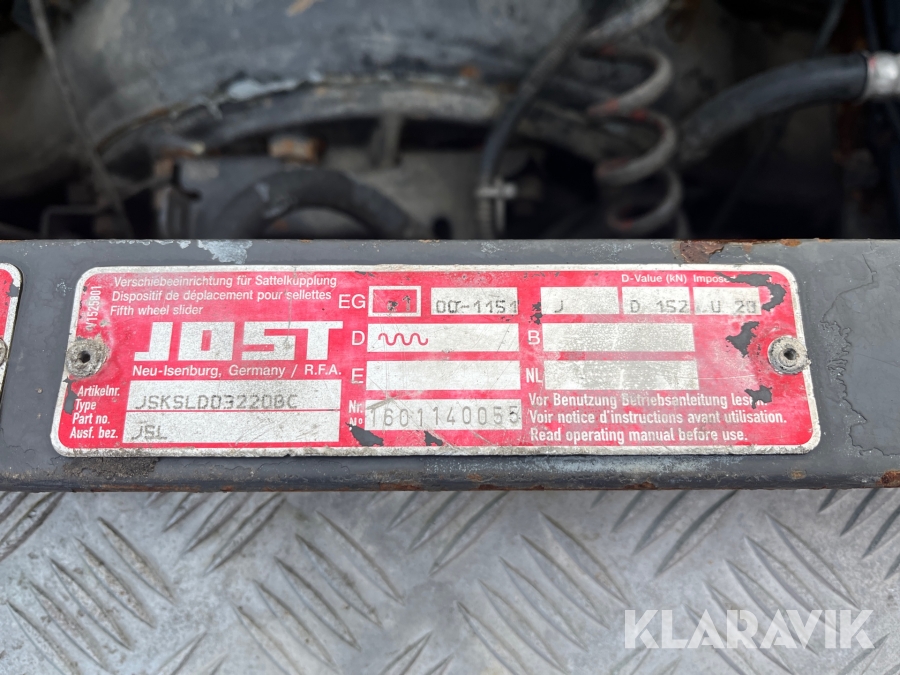 Verschiebeeinrichtung für Sattelkupplung
Dispositif de déplacement pour sellettes
Fifth wheel slider
JOST
Neu-Isenburg, Germany / R.F.A.
Artikelnr.
Type
Part no.
Ausf. bez.
JSKSLD03220BC
JSL
EG 00-1151 J D 152 U 20
D-Value (kN)
D B
E NL
Nr. N° 1601140055
Vor Benutzung Betriebsanleitung
Voir notice d'instructions avant utilisation.
Read operating manual before use.
KLARAVIK